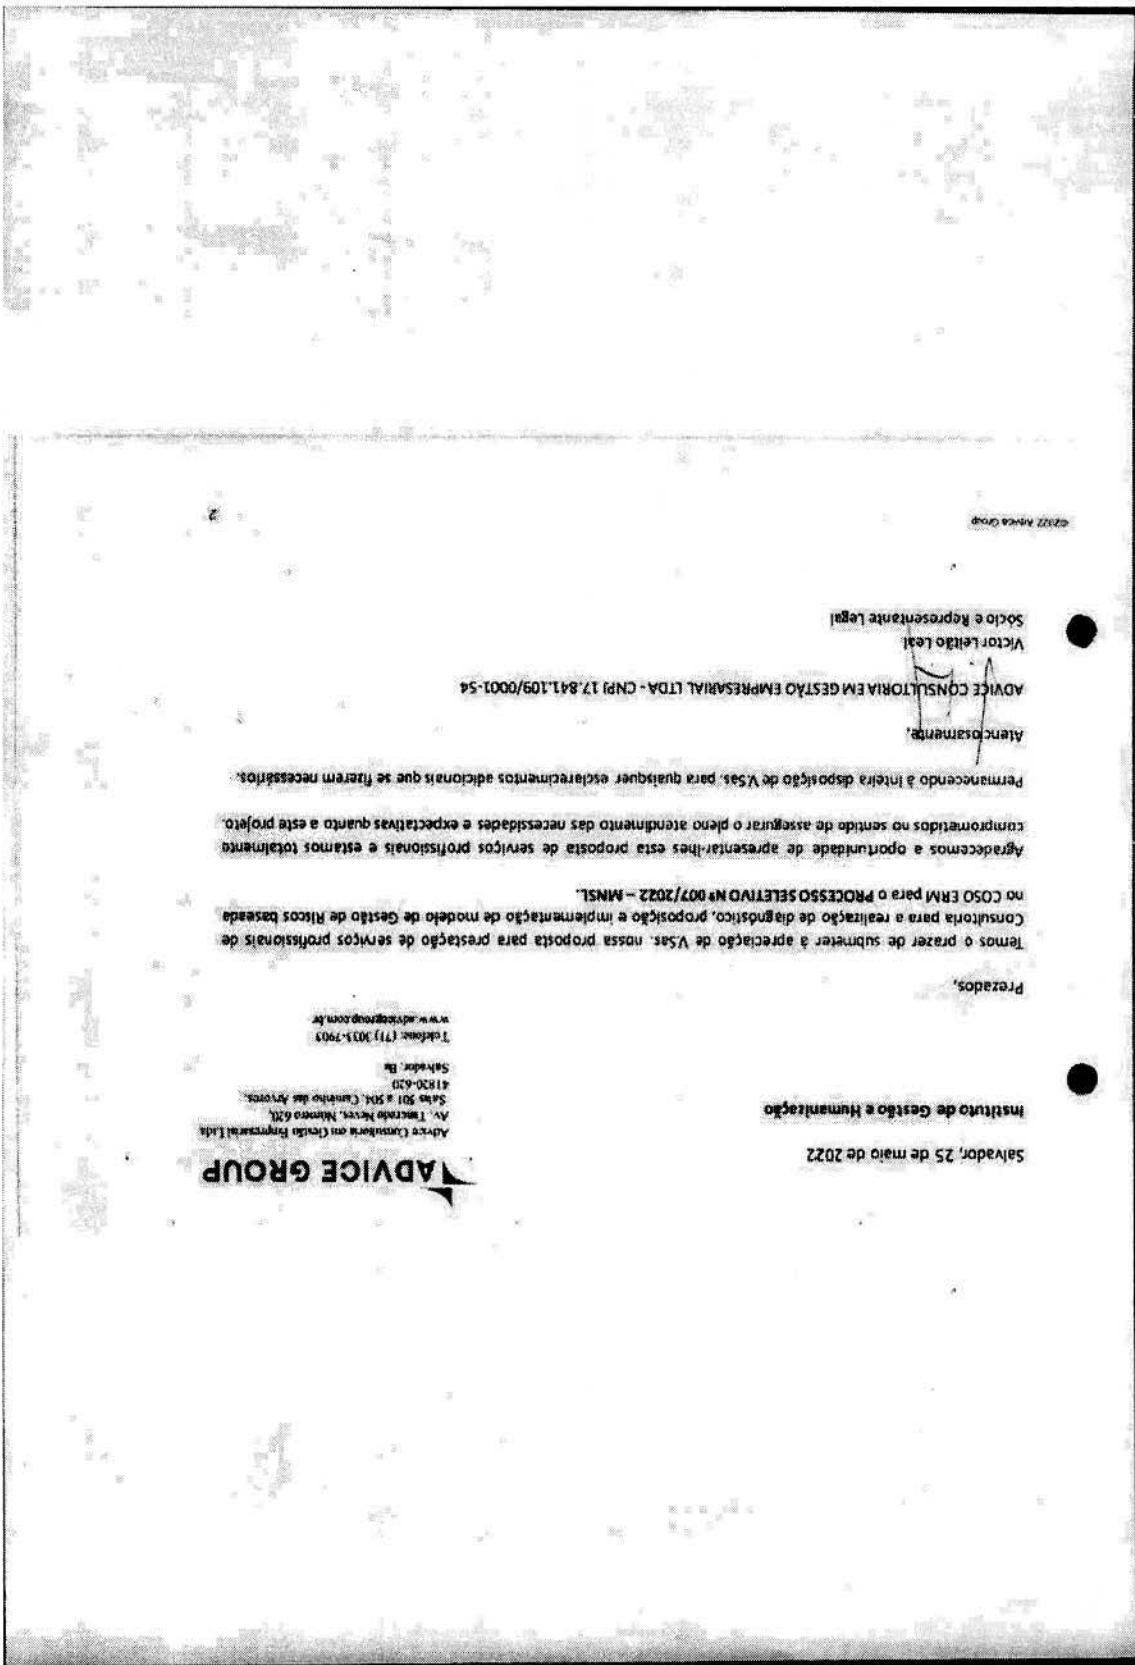 ADVICE GROUP
Advice Consultoria em Gestão Empresarial Ltda
Av. Tancredo Neves, Número 620,
Salas 501 a 504, Caminho das Árvores,
41820-620
Salvador, Ba
Telefone: (71) 3033-7903
www.advicegroup.com.br
Salvador, 25 de maio de 2022
Instituto de Gestão e Humanização
Prezados,
Temos o prazer de submeter à apreciação de V.Sas. nossa proposta para prestação de serviços profissionais de
Consultoria para a realização de diagnóstico, proposição e implementação de modelo de Gestão de Riscos baseada
no COSO ERM para o PROCESSO SELETIVO Nº 007/2022 – MNSL.
Agradecemos a oportunidade de apresentar-lhes esta proposta de serviços profissionais e estamos totalmente
comprometidos no sentido de assegurar o pleno atendimento das necessidades e expectativas quanto a este projeto.
Permanecendo à inteira disposição de V.Sas. para quaisquer esclarecimentos adicionais que se fizerem necessários.
Atenciosamente,
ADVICE CONSULTORIA EM GESTÃO EMPRESARIAL LTDA - CNPJ 17.841.109/0001-54
Victor Leitão Leal
Sócio e Representante Legal
©2022 Advice Group
2